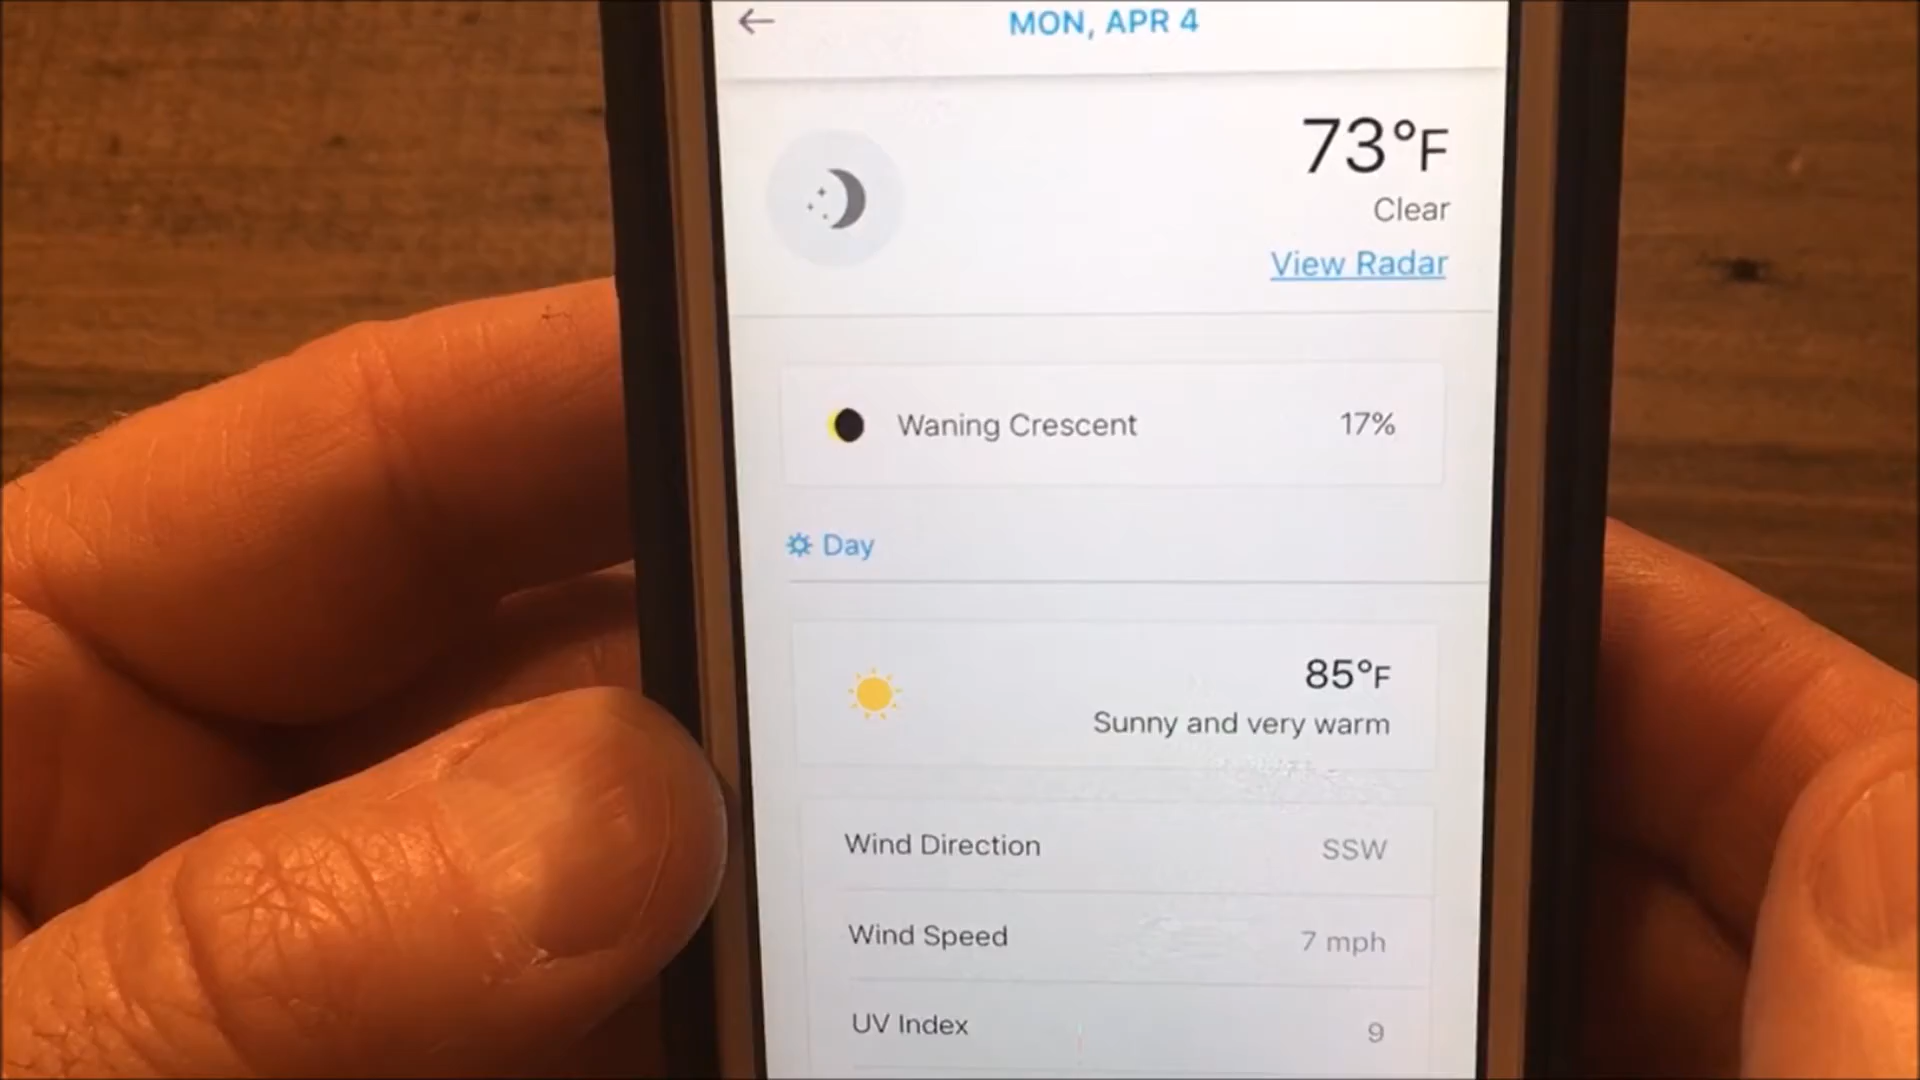 MON, APR 4
73°F
Clear
View Radar
Waning Crescent 17%
Day
85°F
Sunny and very warm
Wind Direction SSW
Wind Speed 7 mph
UV Index 9